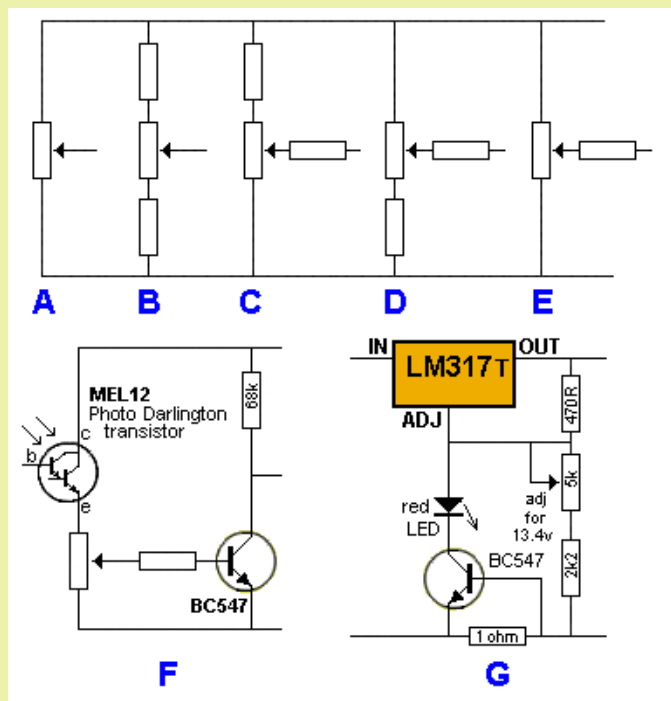 A B C D E
MEL12
Photo Darlington
transistor
c
b
e
68k
BC547
F
IN OUT
LM317T
ADJ
470R
5k
adj
for
13.4v
red
LED
BC547
2k2
1 ohm
G